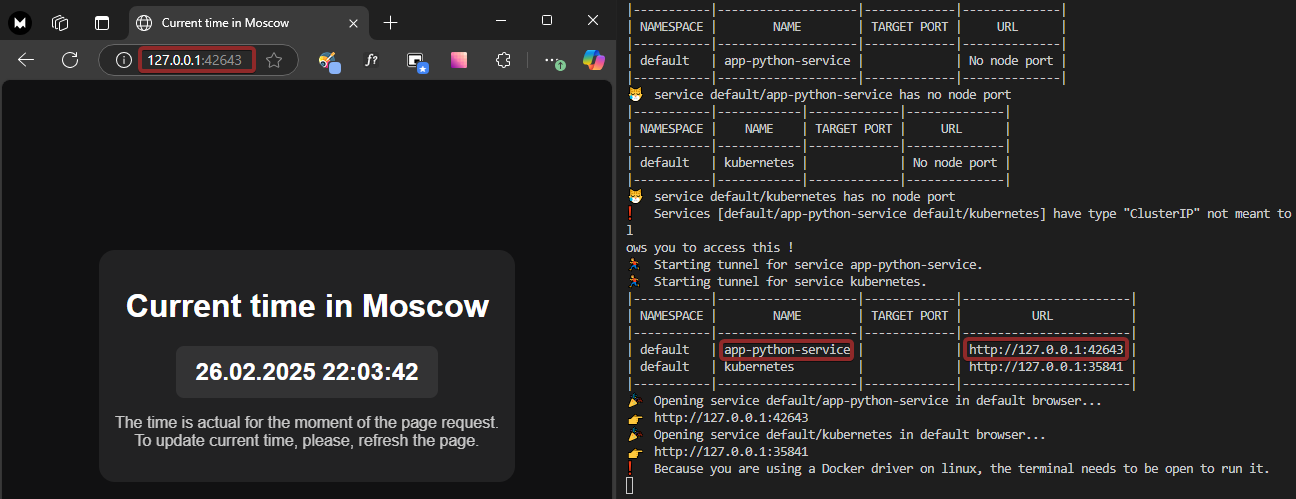 Current time in Moscow
127.0.0.1:42643
Current time in Moscow
26.02.2025 22:03:42
The time is actual for the moment of the page request.
To update current time, please, refresh the page.
|-----------|--------------------|-------------|--------------|
| NAMESPACE | NAME | TARGET PORT | URL |
|-----------|--------------------|-------------|--------------|
| default | app-python-service | | No node port |
|-----------|--------------------|-------------|--------------|
😿 service default/app-python-service has no node port
|-----------|------------|-------------|--------------|
| NAMESPACE | NAME | TARGET PORT | URL |
|-----------|------------|-------------|--------------|
| default | kubernetes | | No node port |
|-----------|------------|-------------|--------------|
😿 service default/kubernetes has no node port
❗ Services [default/app-python-service default/kubernetes] have type "ClusterIP" not meant to
l
ows you to access this !
🏃 Starting tunnel for service app-python-service.
🏃 Starting tunnel for service kubernetes.
|-----------|--------------------|-------------|------------------------|
| NAMESPACE | NAME | TARGET PORT | URL |
|-----------|--------------------|-------------|------------------------|
| default | app-python-service | | http://127.0.0.1:42643 |
| default | kubernetes | | http://127.0.0.1:35841 |
|-----------|--------------------|-------------|------------------------|
🎉 Opening service default/app-python-service in default browser...
👉 http://127.0.0.1:42643
🎉 Opening service default/kubernetes in default browser...
👉 http://127.0.0.1:35841
❗ Because you are using a Docker driver on linux, the terminal needs to be open to run it.